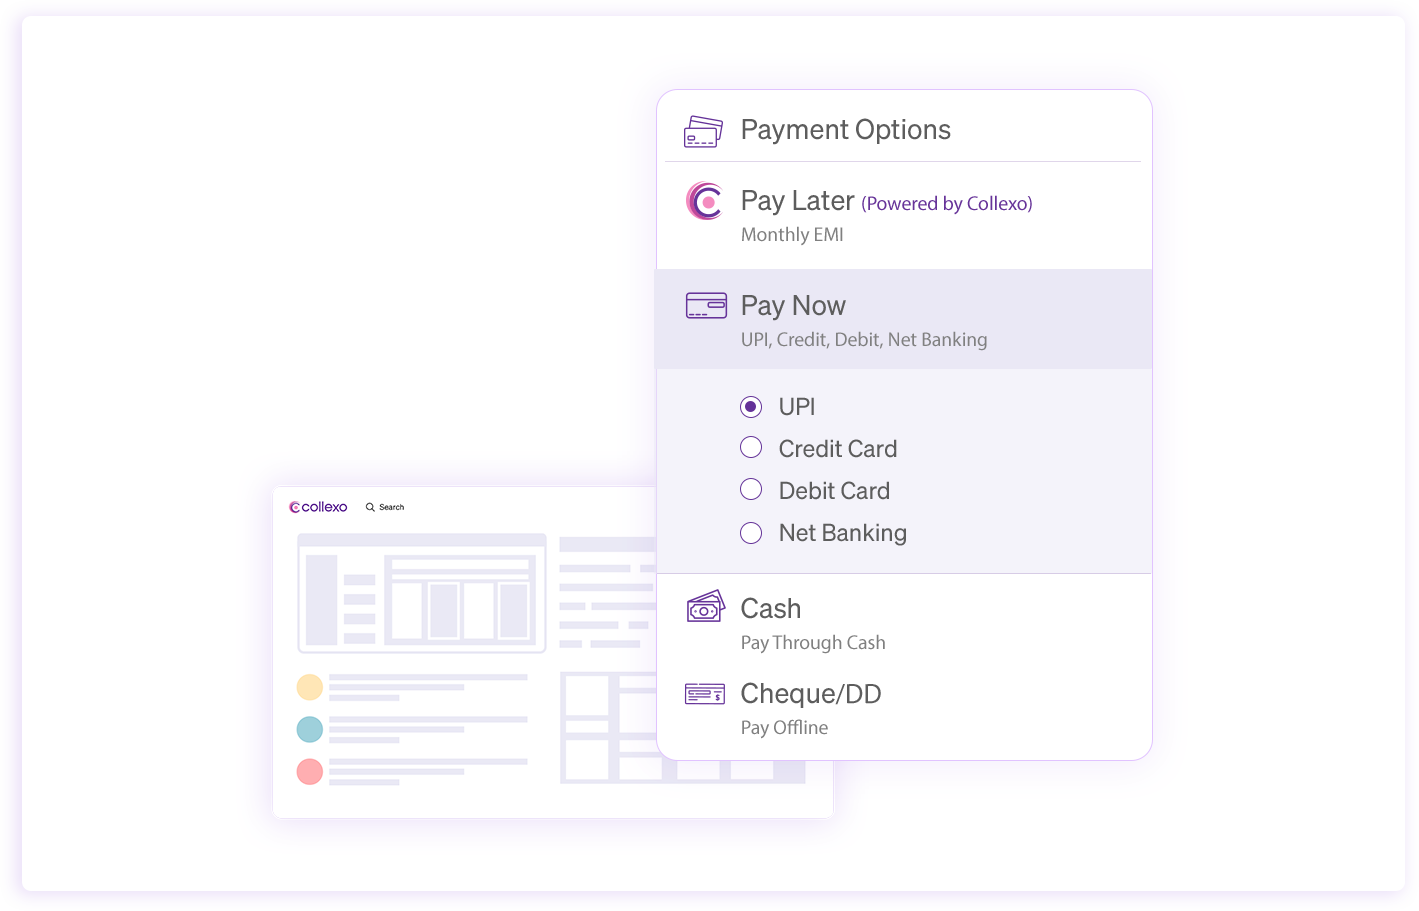 Payment Options
Pay Later (Powered by Collexo)
Monthly EMI
Pay Now
UPI, Credit, Debit, Net Banking
UPI
Credit Card
Debit Card
Net Banking
collexo Search
Cash
Pay Through Cash
Cheque/DD
Pay Offline